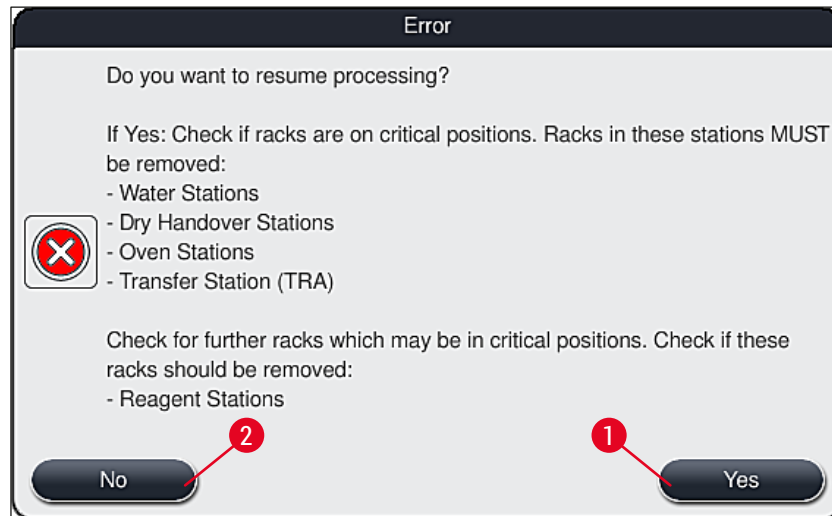 Error
Do you want to resume processing?
If Yes: Check if racks are on critical positions. Racks in these stations MUST
be removed:
- Water Stations
- Dry Handover Stations
- Oven Stations
- Transfer Station (TRA)
Check for further racks which may be in critical positions. Check if these
racks should be removed:
- Reagent Stations
2
1
No
Yes